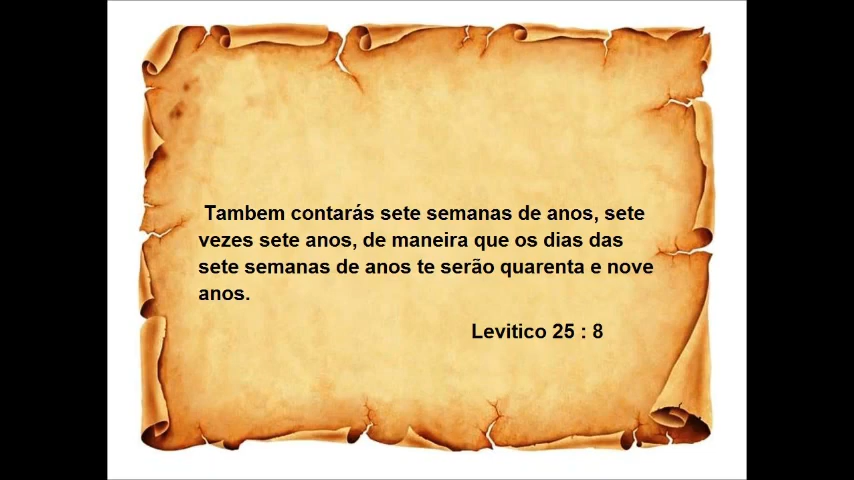 Tambem contarás sete semanas de anos, sete
vezes sete anos, de maneira que os dias das
sete semanas de anos te serão quarenta e nove
anos.
Levitico 25 : 8